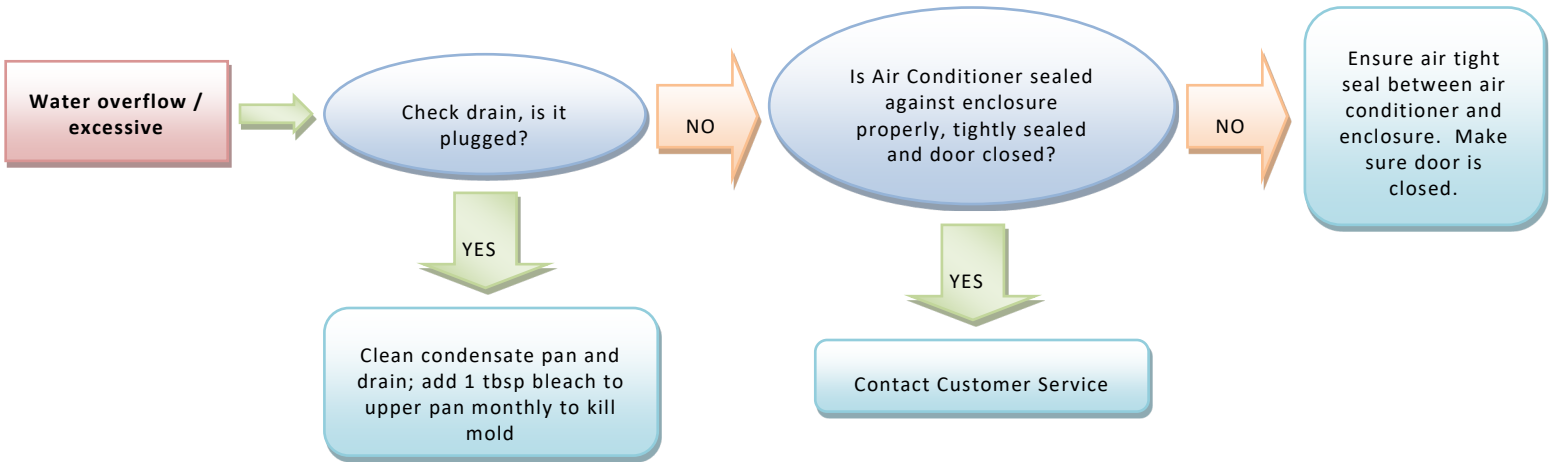 Water overflow /
excessive
Check drain, is it
plugged?
NO
Is Air Conditioner sealed
against enclosure
properly, tightly sealed
and door closed?
NO
Ensure air tight
seal between air
conditioner and
enclosure.  Make
sure door is
closed.
YES
Clean condensate pan and
drain; add 1 tbsp bleach to
upper pan monthly to kill
mold
YES
Contact Customer Service